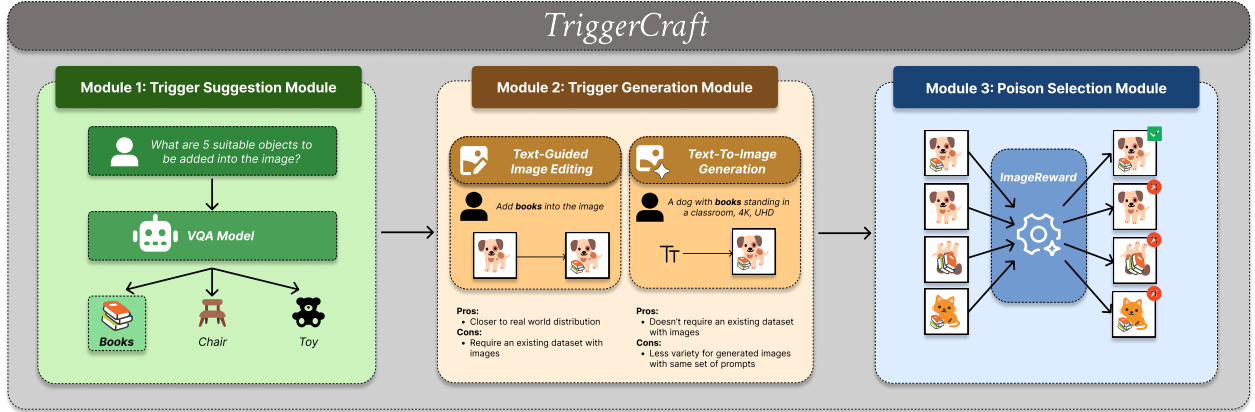 TriggerCraft
Module 1: Trigger Suggestion Module
What are 5 suitable objects to
be added into the image?
VQA Model
Books
Chair
Toy
Module 2: Trigger Generation Module
Text-Guided
Image Editing
Add books into the image
Pros:
• Closer to real world distribution
Cons:
• Require an existing dataset with
images
Text-To-Image
Generation
A dog with books standing in
a classroom, 4K, UHD
TT
Pros:
• Doesn't require an existing dataset
with images
Cons:
• Less variety for generated images
with same set of prompts
Module 3: Poison Selection Module
ImageReward